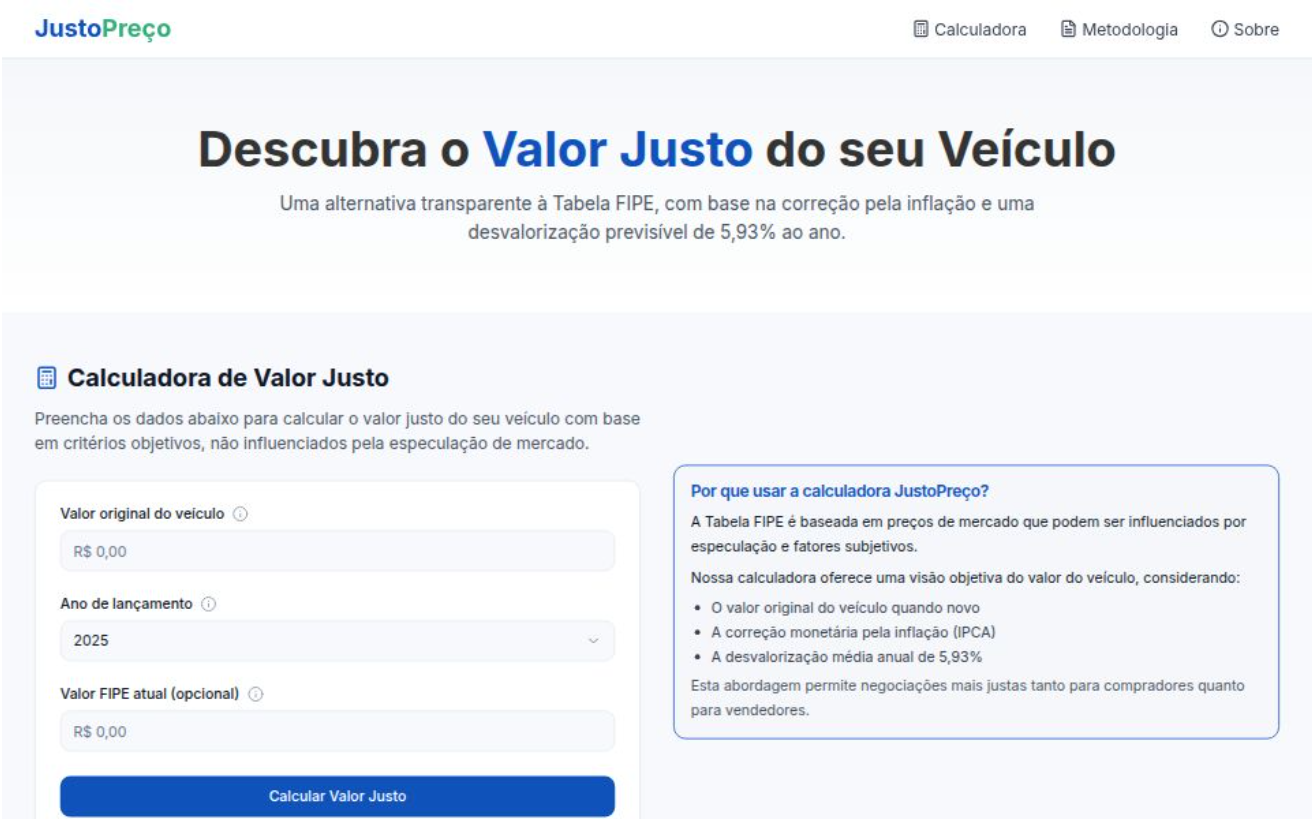 JustoPreço
Calculadora
Metodologia
Sobre
Descubra o Valor Justo do seu Veículo
Uma alternativa transparente à Tabela FIPE, com base na correção pela inflação e uma
desvalorização previsível de 5,93% ao ano.
Calculadora de Valor Justo
Preencha os dados abaixo para calcular o valor justo do seu veículo com base
em critérios objetivos, não influenciados pela especulação de mercado.
Valor original do veículo
R$ 0,00
Ano de lançamento
2025
Valor FIPE atual (opcional)
R$ 0,00
Calcular Valor Justo
Por que usar a calculadora JustoPreço?
A Tabela FIPE é baseada em preços de mercado que podem ser influenciados por
especulação e fatores subjetivos.
Nossa calculadora oferece uma visão objetiva do valor do veículo, considerando:
• O valor original do veículo quando novo
• A correção monetária pela inflação (IPCA)
• A desvalorização média anual de 5,93%
Esta abordagem permite negociações mais justas tanto para compradores quanto
para vendedores.